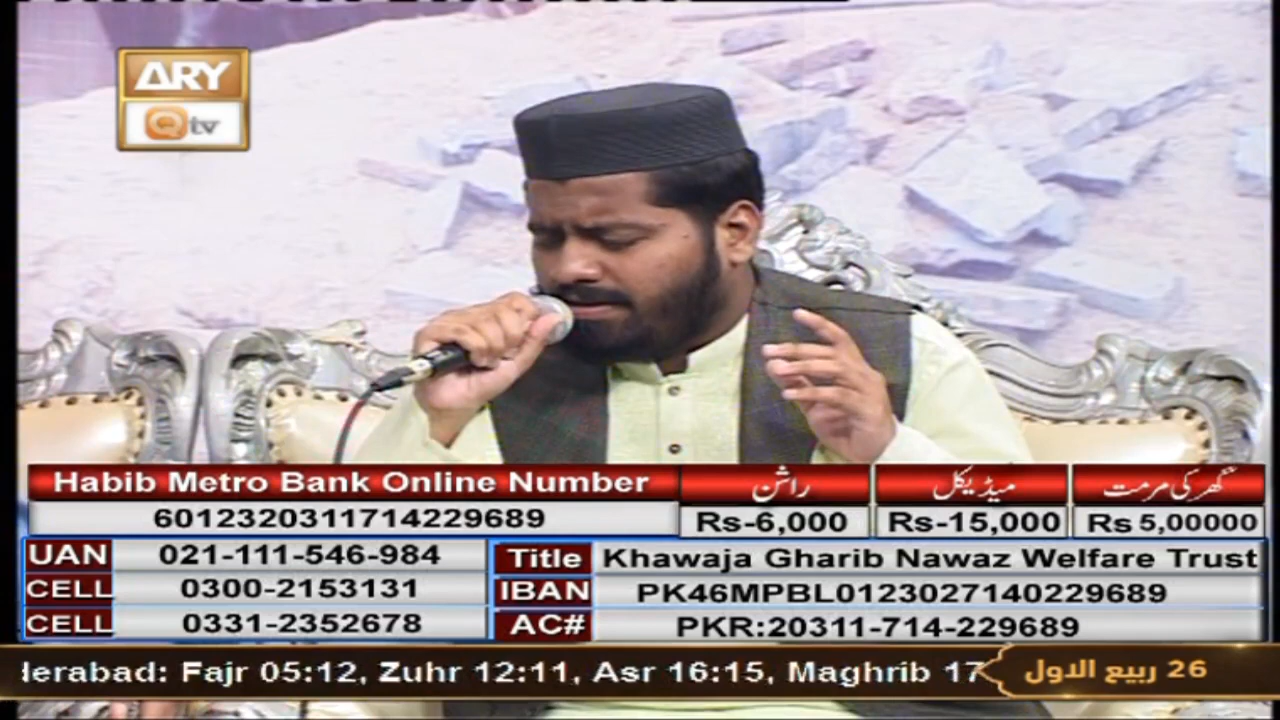 ARY
Qtv
Habib Metro Bank Online Number
6012320311714229689
راشن
Rs-6,000
میڈیکل
Rs-15,000
گھر کی مرمت
Rs 5,00000
UAN 021-111-546-984
CELL 0300-2153131
CELL 0331-2352678
Title Khawaja Gharib Nawaz Welfare Trust
IBAN PK46MPBL0123027140229689
AC# PKR:20311-714-229689
derabad: Fajr 05:12, Zuhr 12:11, Asr 16:15, Maghrib 17
26 ربیع الاول